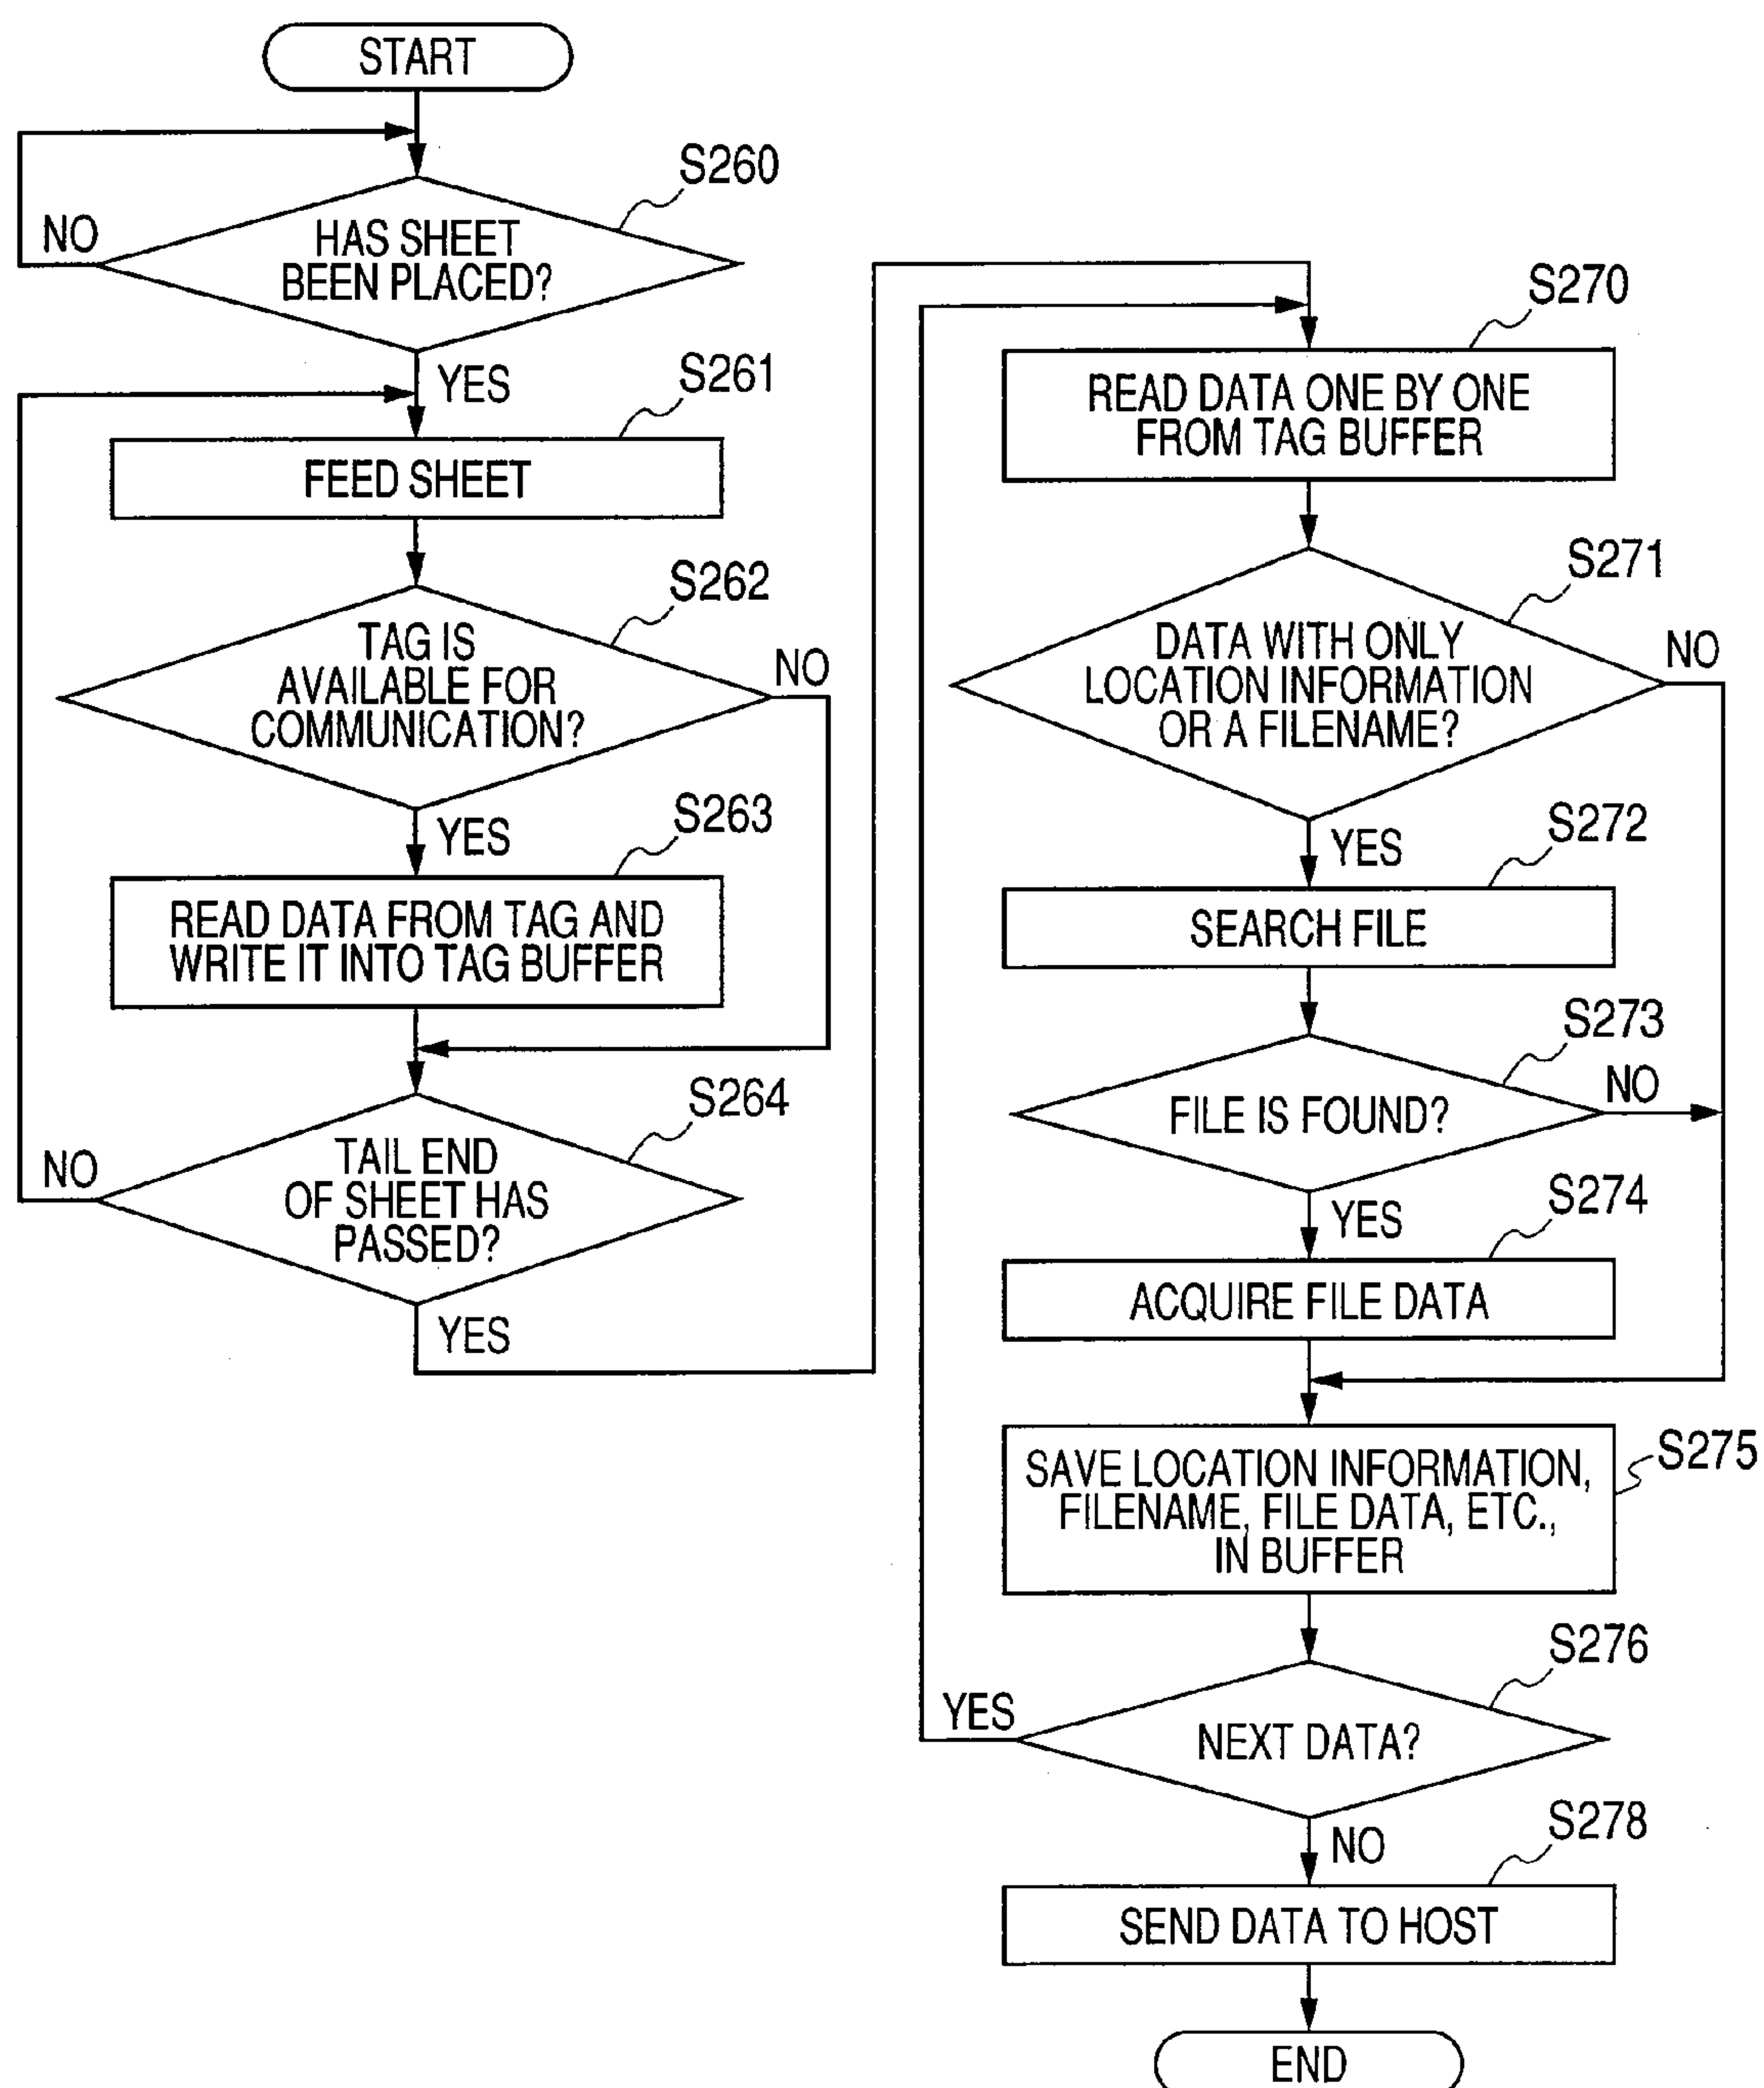 START
S260
NO
HAS SHEET
BEEN PLACED?
YES
S261
FEED SHEET
S262
TAG IS
AVAILABLE FOR
COMMUNICATION?
NO
YES
S263
READ DATA FROM TAG AND
WRITE IT INTO TAG BUFFER
S264
NO
TAIL END
OF SHEET HAS
PASSED?
YES
S270
READ DATA ONE BY ONE
FROM TAG BUFFER
S271
DATA WITH ONLY
LOCATION INFORMATION
OR A FILENAME?
NO
YES
S272
SEARCH FILE
S273
FILE IS FOUND?
NO
YES
S274
ACQUIRE FILE DATA
S275
SAVE LOCATION INFORMATION,
FILENAME, FILE DATA, ETC.,
IN BUFFER
S276
YES
NEXT DATA?
NO
S278
SEND DATA TO HOST
END